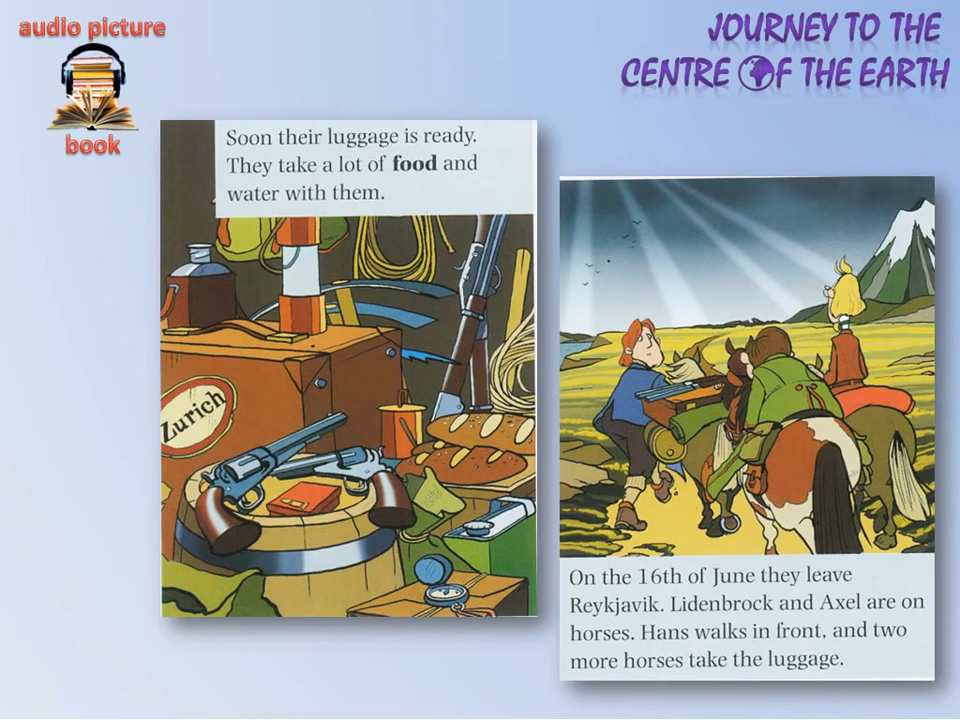 audio picture
book
JOURNEY TO THE
CENTRE OF THE EARTH
Soon their luggage is ready.
They take a lot of food and
water with them.
Zurich
On the 16th of June they leave
Reykjavik. Lidenbrock and Axel are on
horses. Hans walks in front, and two
more horses take the luggage.